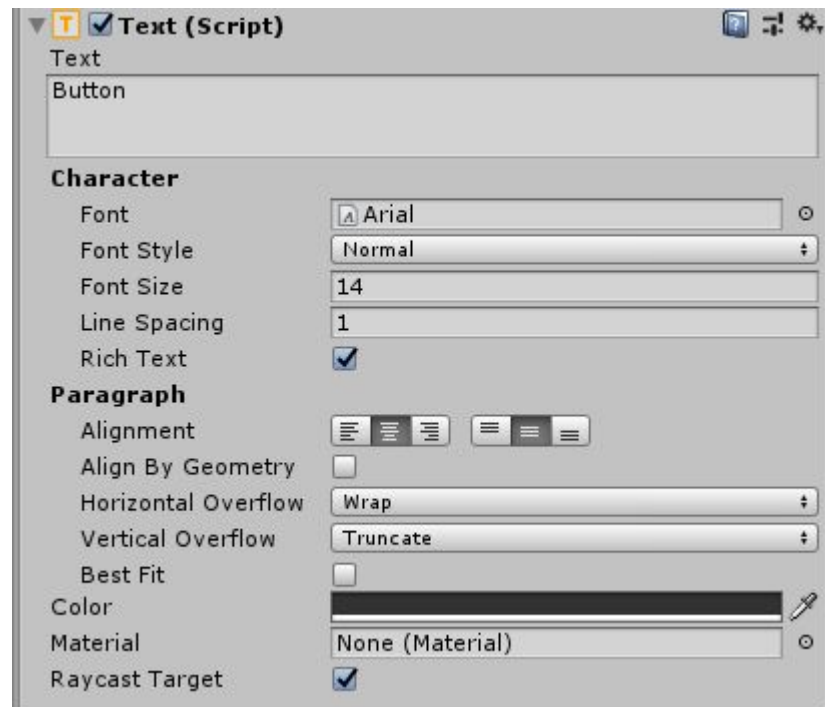 Text (Script)
Text
Button
Character
Font Arial
Font Style Normal
Font Size 14
Line Spacing 1
Rich Text
Paragraph
Alignment
Align By Geometry
Horizontal Overflow Wrap
Vertical Overflow Truncate
Best Fit
Color
Material None (Material)
Raycast Target